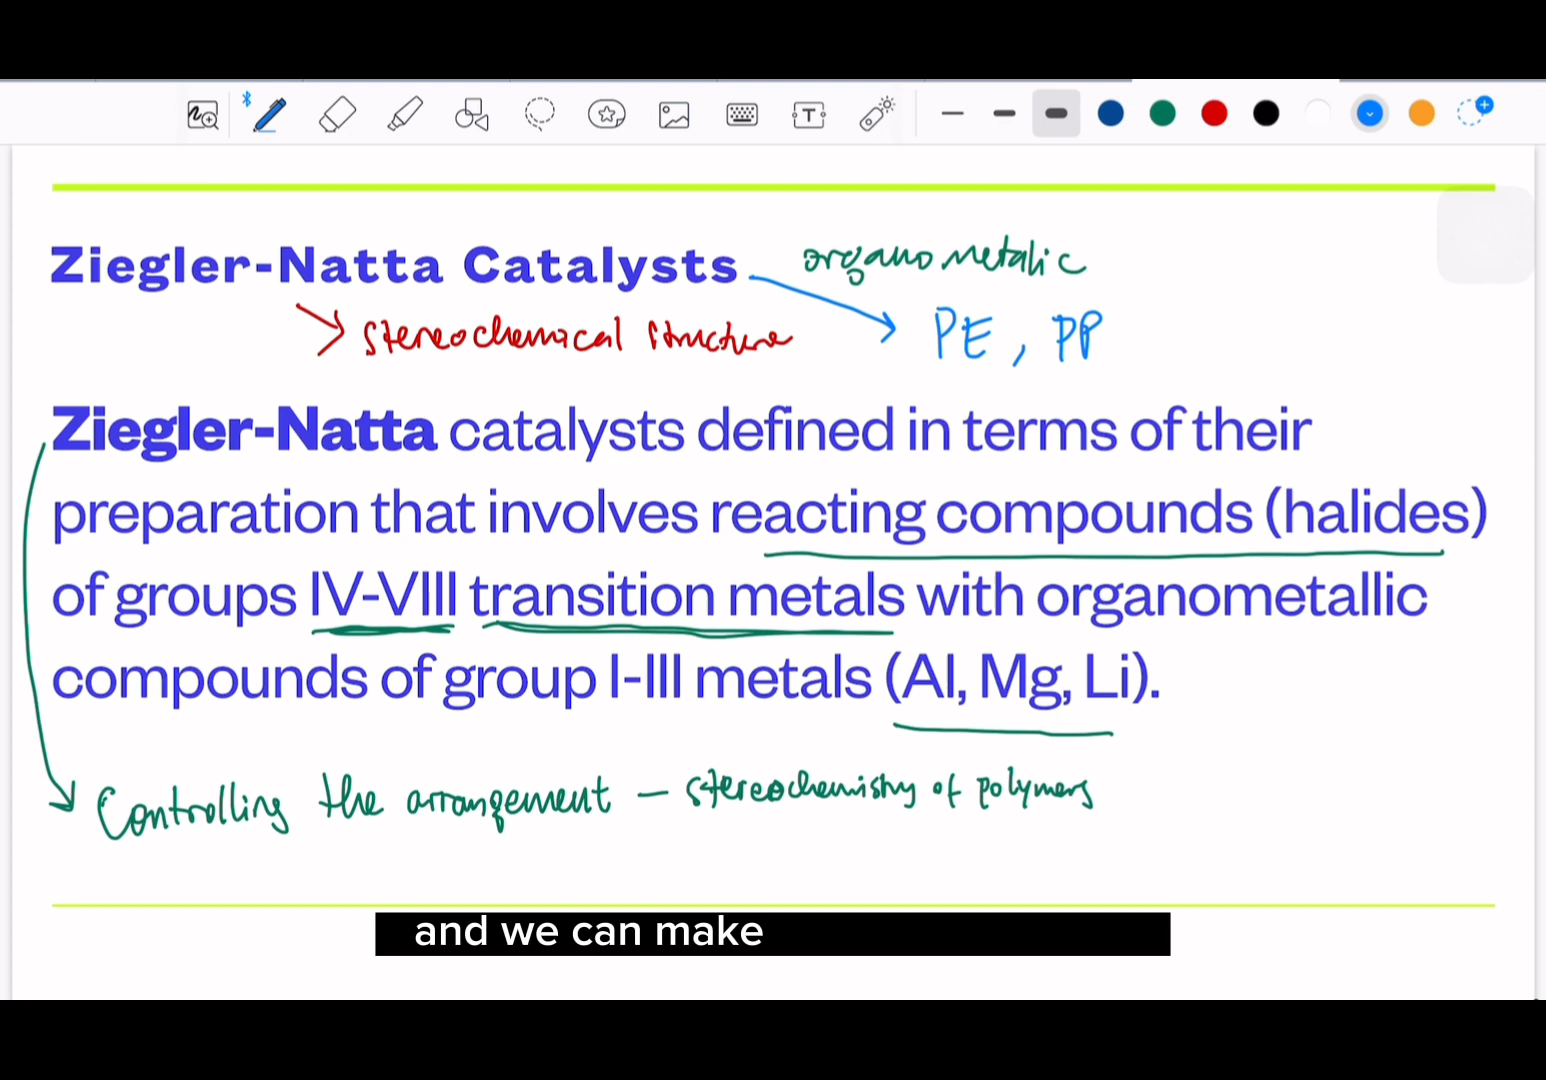 Ziegler-Natta Catalysts
organometalic
stereochemical structure
PE, PP
Ziegler-Natta catalysts defined in terms of their
preparation that involves reacting compounds (halides)
of groups IV-VIII transition metals with organometallic
compounds of group I-III metals (Al, Mg, Li).
Controlling the arrangement – stereochemistry of polymers
and we can make